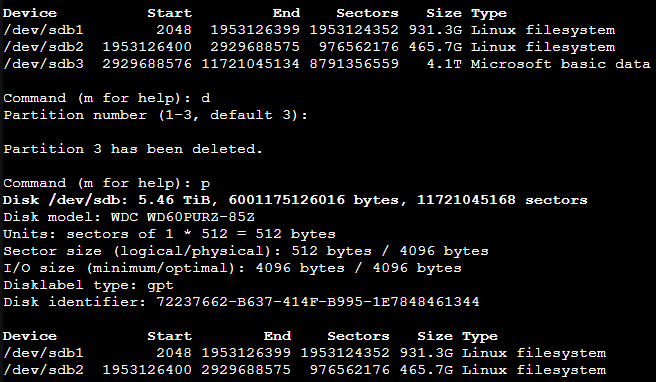 Device Start End Sectors Size Type
/dev/sdb1 2048 1953126399 1953124352 931.3G Linux filesystem
/dev/sdb2 1953126400 2929688575 976562176 465.7G Linux filesystem
/dev/sdb3 2929688576 11721045134 8791356559 4.1T Microsoft basic data
Command (m for help): d
Partition number (1-3, default 3):
Partition 3 has been deleted.
Command (m for help): p
Disk /dev/sdb: 5.46 TiB, 6001175126016 bytes, 11721045168 sectors
Disk model: WDC WD60PURZ-85Z
Units: sectors of 1 * 512 = 512 bytes
Sector size (logical/physical): 512 bytes / 4096 bytes
I/O size (minimum/optimal): 4096 bytes / 4096 bytes
Disklabel type: gpt
Disk identifier: 72237662-B637-414F-B995-1E7848461344
Device Start End Sectors Size Type
/dev/sdb1 2048 1953126399 1953124352 931.3G Linux filesystem
/dev/sdb2 1953126400 2929688575 976562176 465.7G Linux filesystem